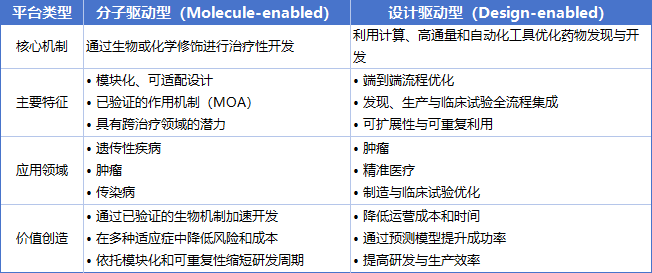 平台类型 分子驱动型（Molecule-enabled） 设计驱动型（Design-enabled）
核心机制 通过生物或化学修饰进行治疗性开发 利用计算、高通量和自动化工具优化药物发现与开
发
主要特征
• 模块化、可适配设计
• 已验证的作用机制（MOA）
• 具有跨治疗领域的潜力
• 端到端流程优化
• 发现、生产与临床试验全流程集成
• 可扩展性与可重复利用
应用领域
• 遗传性疾病
• 肿瘤
• 传染病
• 肿瘤
• 精准医疗
• 制造与临床试验优化
价值创造
• 通过已验证的生物机制加速开发
• 在多种适应症中降低风险和成本
• 依托模块化和可重复性缩短研发周期
• 降低运营成本和时间
• 通过预测模型提升成功率
• 提高研发与生产效率